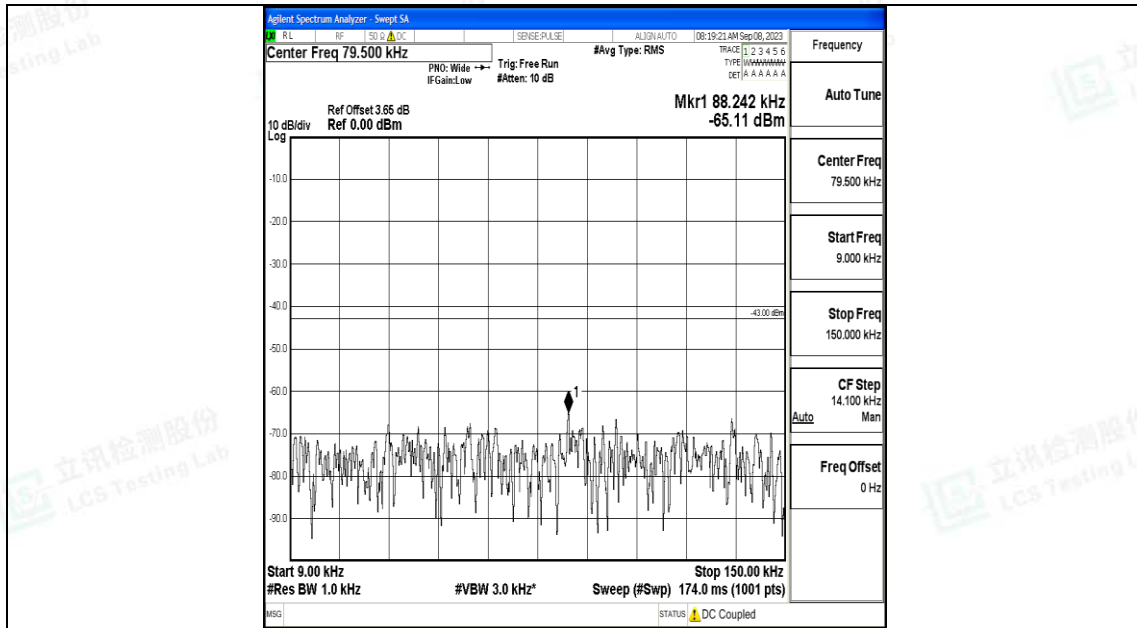 Agilent Spectrum Analyzer - Swept SA
LXI RL RF 50 Ω DC SENSE:PULSE ALIGN AUTO 08:19:21 AM Sep 08, 2023
Center Freq 79.500 kHz
PNO: Wide
IFGain:Low
Trig: Free Run
#Atten: 10 dB
#Avg Type: RMS
TRACE 1 2 3 4 5 6
TYPE
DET A A A A A A
Ref Offset 3.65 dB
Ref 0.00 dBm
10 dB/div
Log
Mkr1 88.242 kHz
-65.11 dBm
-10.0
-20.0
-30.0
-40.0
-43.00 dBm
-50.0
-60.0
1
-70.0
-80.0
-90.0
Start 9.00 kHz
Stop 150.00 kHz
#Res BW 1.0 kHz
#VBW 3.0 kHz*
Sweep (#Swp) 174.0 ms (1001 pts)
MSG
STATUS DC Coupled
Frequency
Auto Tune
Center Freq
79.500 kHz
Start Freq
9.000 kHz
Stop Freq
150.000 kHz
CF Step
14.100 kHz
Auto Man
Freq Offset
0 Hz
立讯检测股份
LCS Testing Lab
立讯检测股份
LCS Testing L